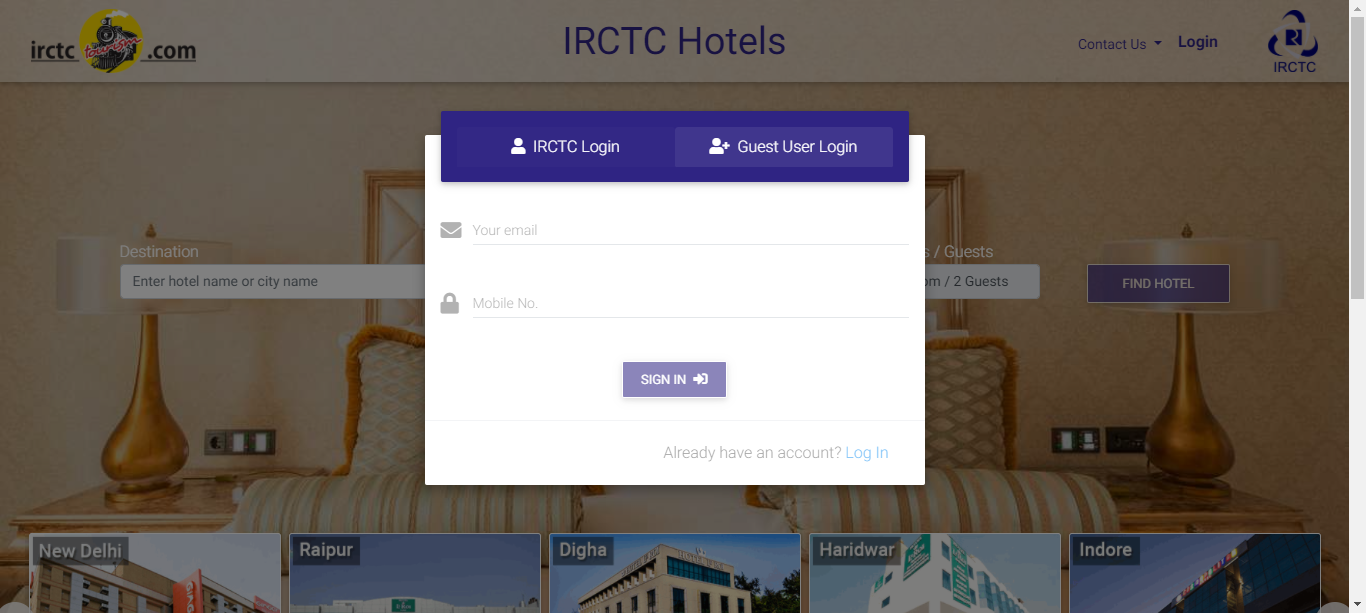 irctc tourism .com
IRCTC Hotels
Contact Us
Login
IRCTC
IRCTC Login
Guest User Login
Your email
Mobile No.
SIGN IN
Already have an account? Log In
Destination
Enter hotel name or city name
/ Guests
/ 2 Guests
FIND HOTEL
New Delhi
Raipur
Digha
Haridwar
Indore